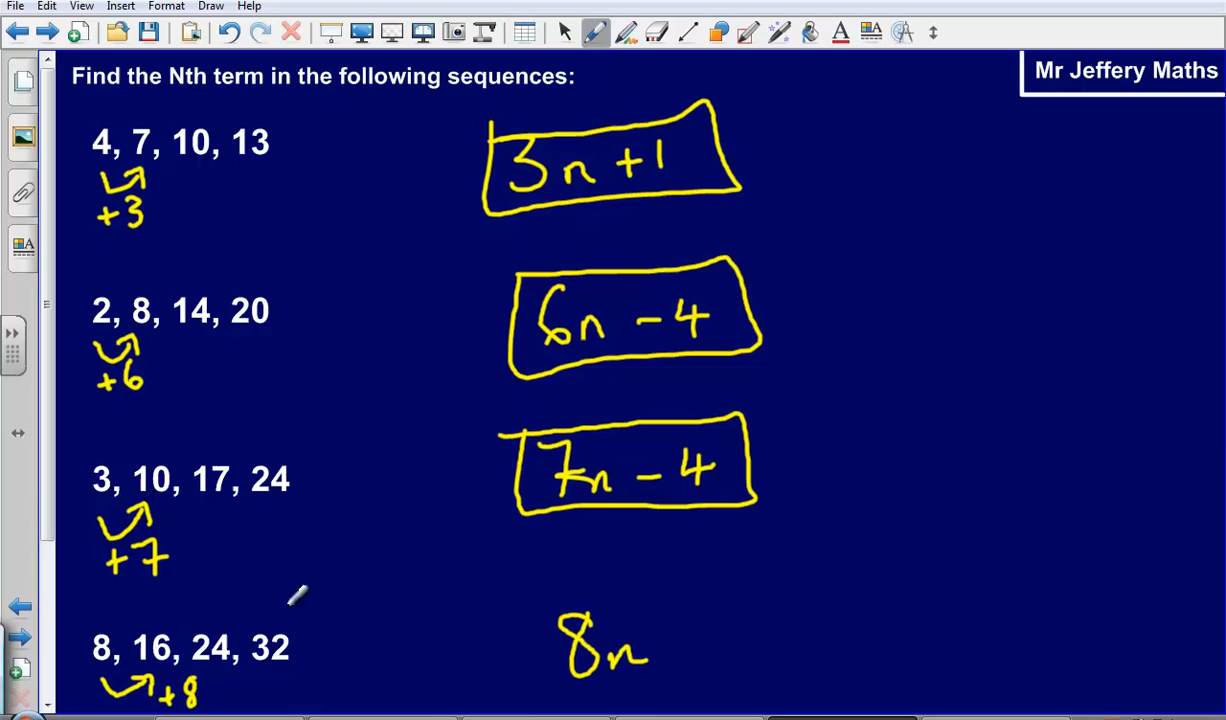 File Edit View Insert Format Draw Help
Find the Nth term in the following sequences:
Mr Jeffery Maths
4, 7, 10, 13
+3
3n +1
2, 8, 14, 20
+6
6n - 4
3, 10, 17, 24
+7
7n - 4
8, 16, 24, 32
+8
8n